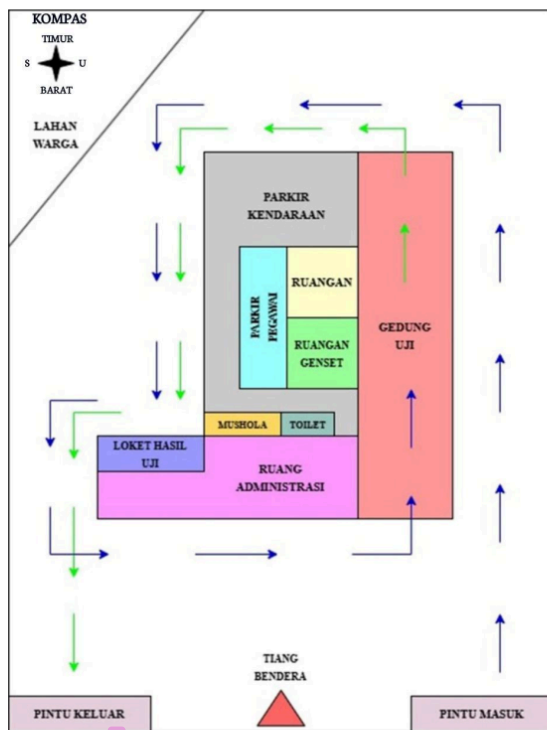 KOMPAS
TIMUR
S U
BARAT
LAHAN
WARGA
PARKIR
KENDARAAN
PARKIR
PEGAWAI
RUANGAN
RUANGAN
GENSET
GEDUNG
UJI
MUSHOLA
TOILET
LOKET HASIL
UJI
RUANG
ADMINISTRASI
TIANG
BENDERA
PINTU KELUAR
PINTU MASUK